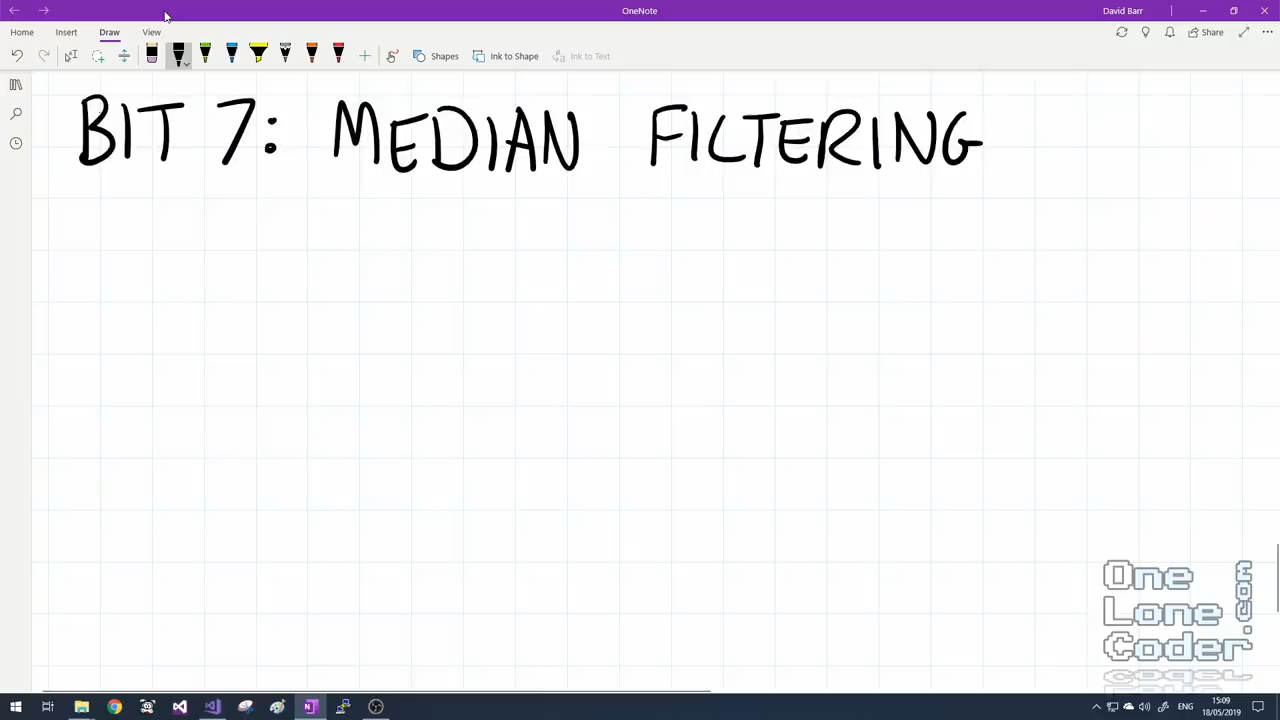 OneNote
David Barr
Home Insert Draw View
Share
Shapes Ink to Shape Ink to Text
BIT 7: MEDIAN FILTERING
One
Lone
Coder.com
ENG
15:09
18/05/2019